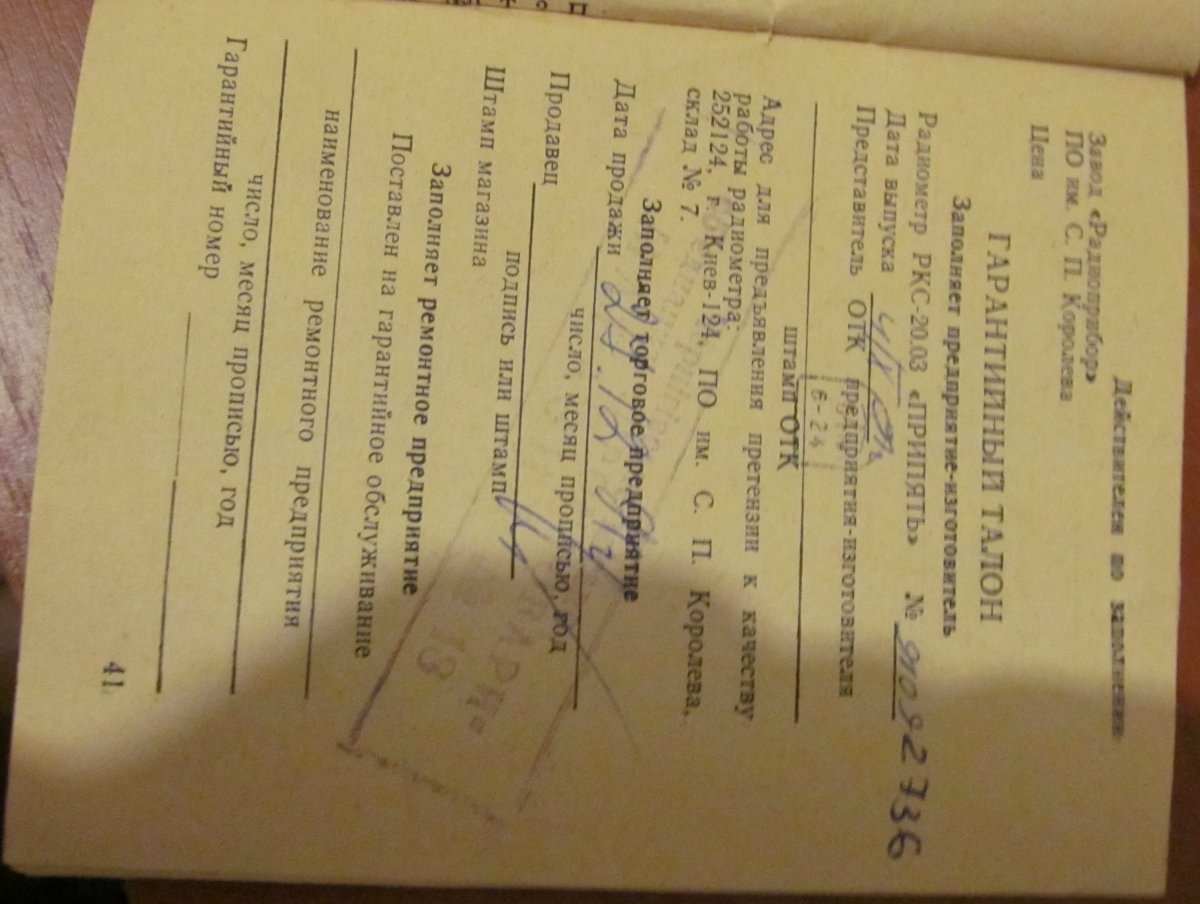 Действителен по заполнении
Завод «Радиоприбор»
ПО им. С. П. Королева
Цена
ГАРАНТИЙНЫЙ ТАЛОН
Заполняет предприятие-изготовитель
Радиометр РКС-20.03 «ПРИПЯТЬ» №
Дата выпуска
Представитель ОТК предприятия-изготовителя
6-24
штамп ОТК
Адрес для предъявления претензии к качеству
работы радиометра:
252124, г. Киев-124, ПО им. С. П. Королева,
склад № 7.
Заполняет торговое предприятие
Дата продажи
число, месяц прописью, год
Продавец
подпись или штамп
Штамп магазина
Заполняет ремонтное предприятие
Поставлен на гарантийное обслуживание
наименование ремонтного предприятия
число, месяц прописью, год
Гарантийный номер
41